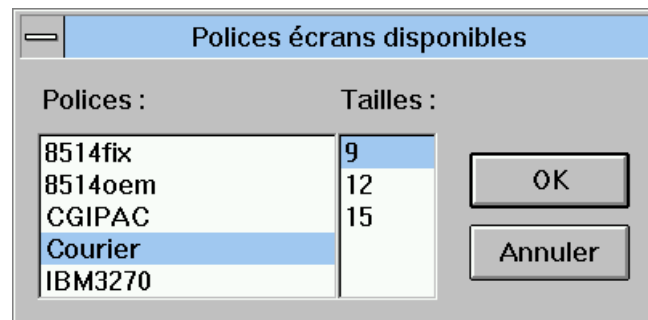 Polices écrans disponibles
Polices :
Tailles :
8514fix
8514oem
CGIPAC
Courier
IBM3270
9
12
15
OK
Annuler